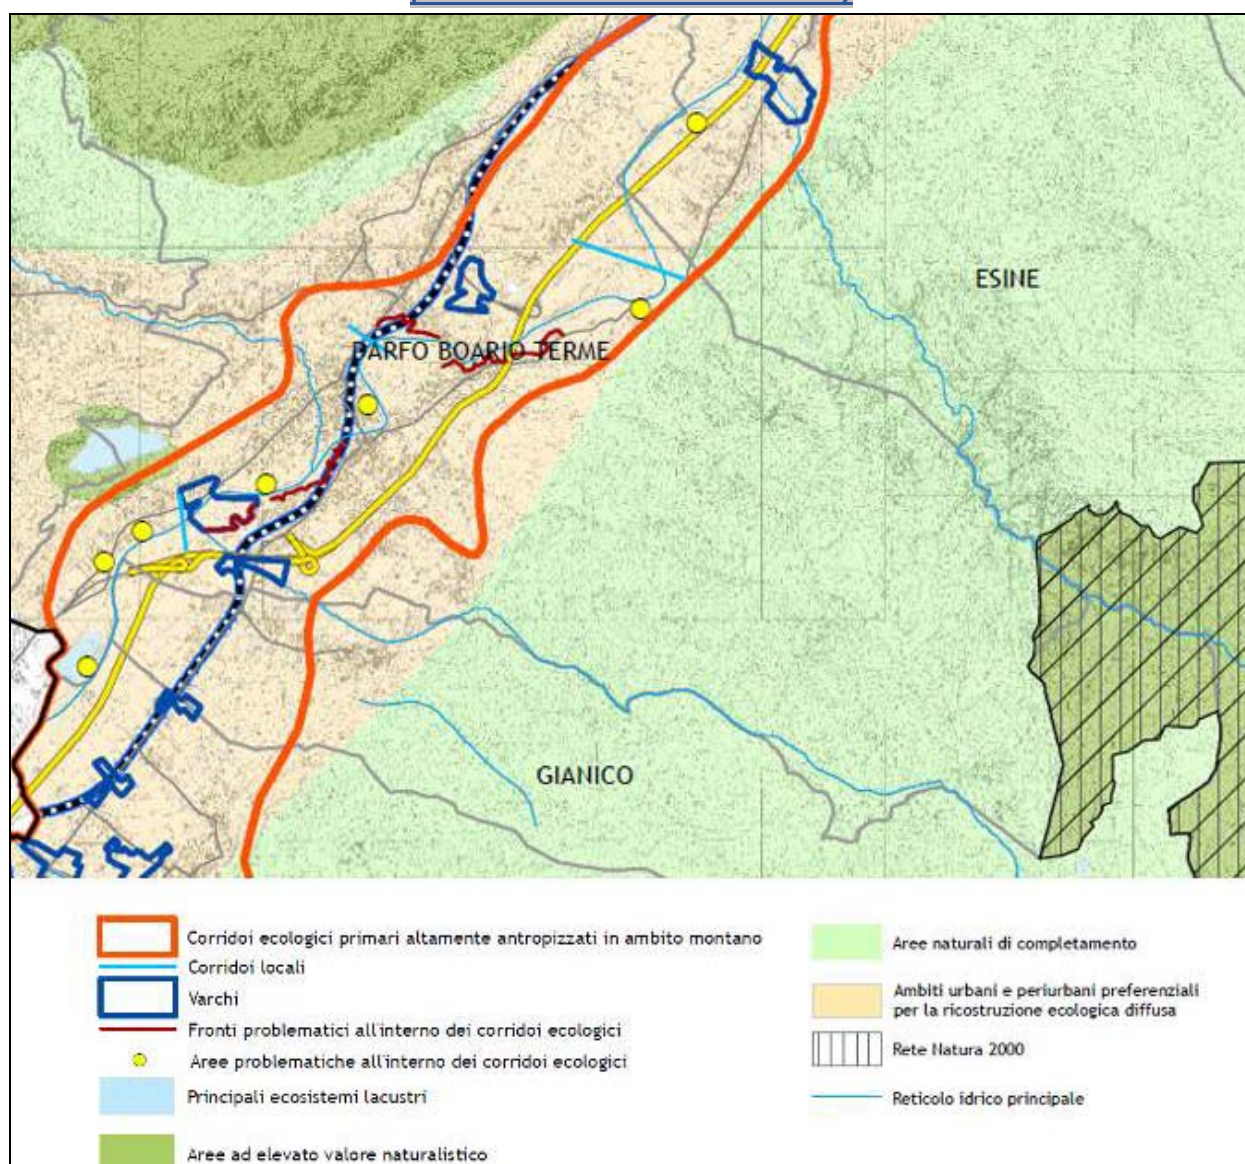 ESINE
DARFO BOARIO TERME
GIANICO
Corridoi ecologici primari altamente antropizzati in ambito montano
Corridoi locali
Varchi
Fronti problematici all'interno dei corridoi ecologici
Aree problematiche all'interno dei corridoi ecologici
Principali ecosistemi lacustri
Aree ad elevato valore naturalistico
Aree naturali di completamento
Ambiti urbani e periurbani preferenziali
per la ricostruzione ecologica diffusa
Rete Natura 2000
Reticolo idrico principale